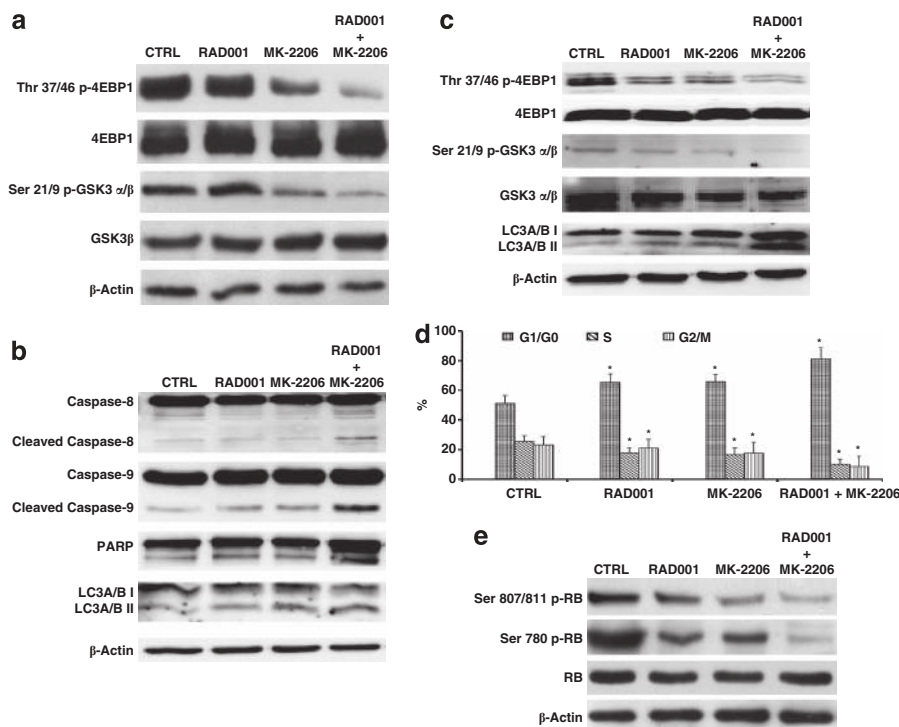 a
RAD001
+
CTRL RAD001 MK-2206 MK-2206
Thr 37/46 p-4EBP1
4EBP1
Ser 21/9 p-GSK3 α/β
GSK3β
β-Actin
b
RAD001
+
CTRL RAD001 MK-2206 MK-2206
Caspase-8
Cleaved Caspase-8
Caspase-9
Cleaved Caspase-9
PARP
LC3A/B I
LC3A/B II
β-Actin
c
RAD001
+
CTRL RAD001 MK-2206 MK-2206
Thr 37/46 p-4EBP1
4EBP1
Ser 21/9 p-GSK3 α/β
GSK3 α/β
LC3A/B I
LC3A/B II
β-Actin
d
G1/G0 S G2/M
%
100
80
60
40
20
0
* * * * * * * * *
CTRL RAD001 MK-2206 RAD001 + MK-2206
e
RAD001
+
CTRL RAD001 MK-2206 MK-2206
Ser 807/811 p-RB
Ser 780 p-RB
RB
β-Actin